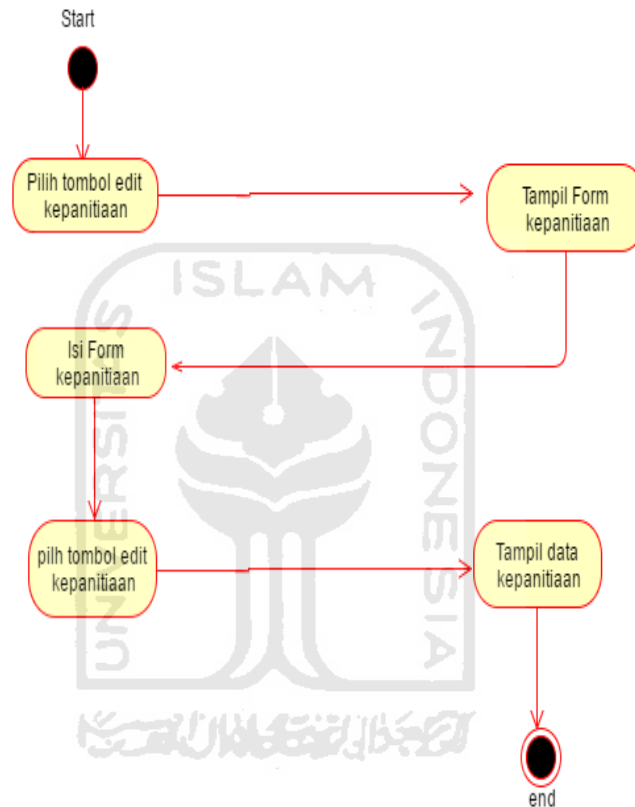 Start
Pilih tombol edit
kepanitiaan
Tampil Form
kepanitiaan
ISLAM
UNIVERSITAS
INDONESIA
Isi Form
kepanitiaan
pilh tombol edit
kepanitiaan
Tampil data
kepanitiaan
end